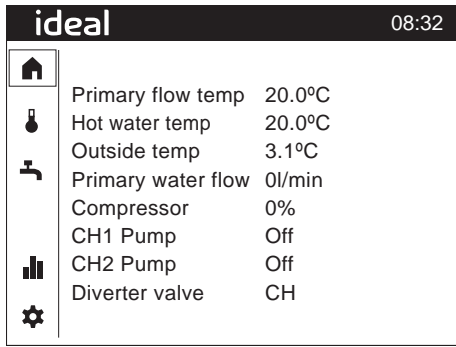 ideal 08:32
Primary flow temp 20.0ºC
Hot water temp 20.0ºC
Outside temp 3.1ºC
Primary water flow 0l/min
Compressor 0%
CH1 Pump Off
CH2 Pump Off
Diverter valve CH